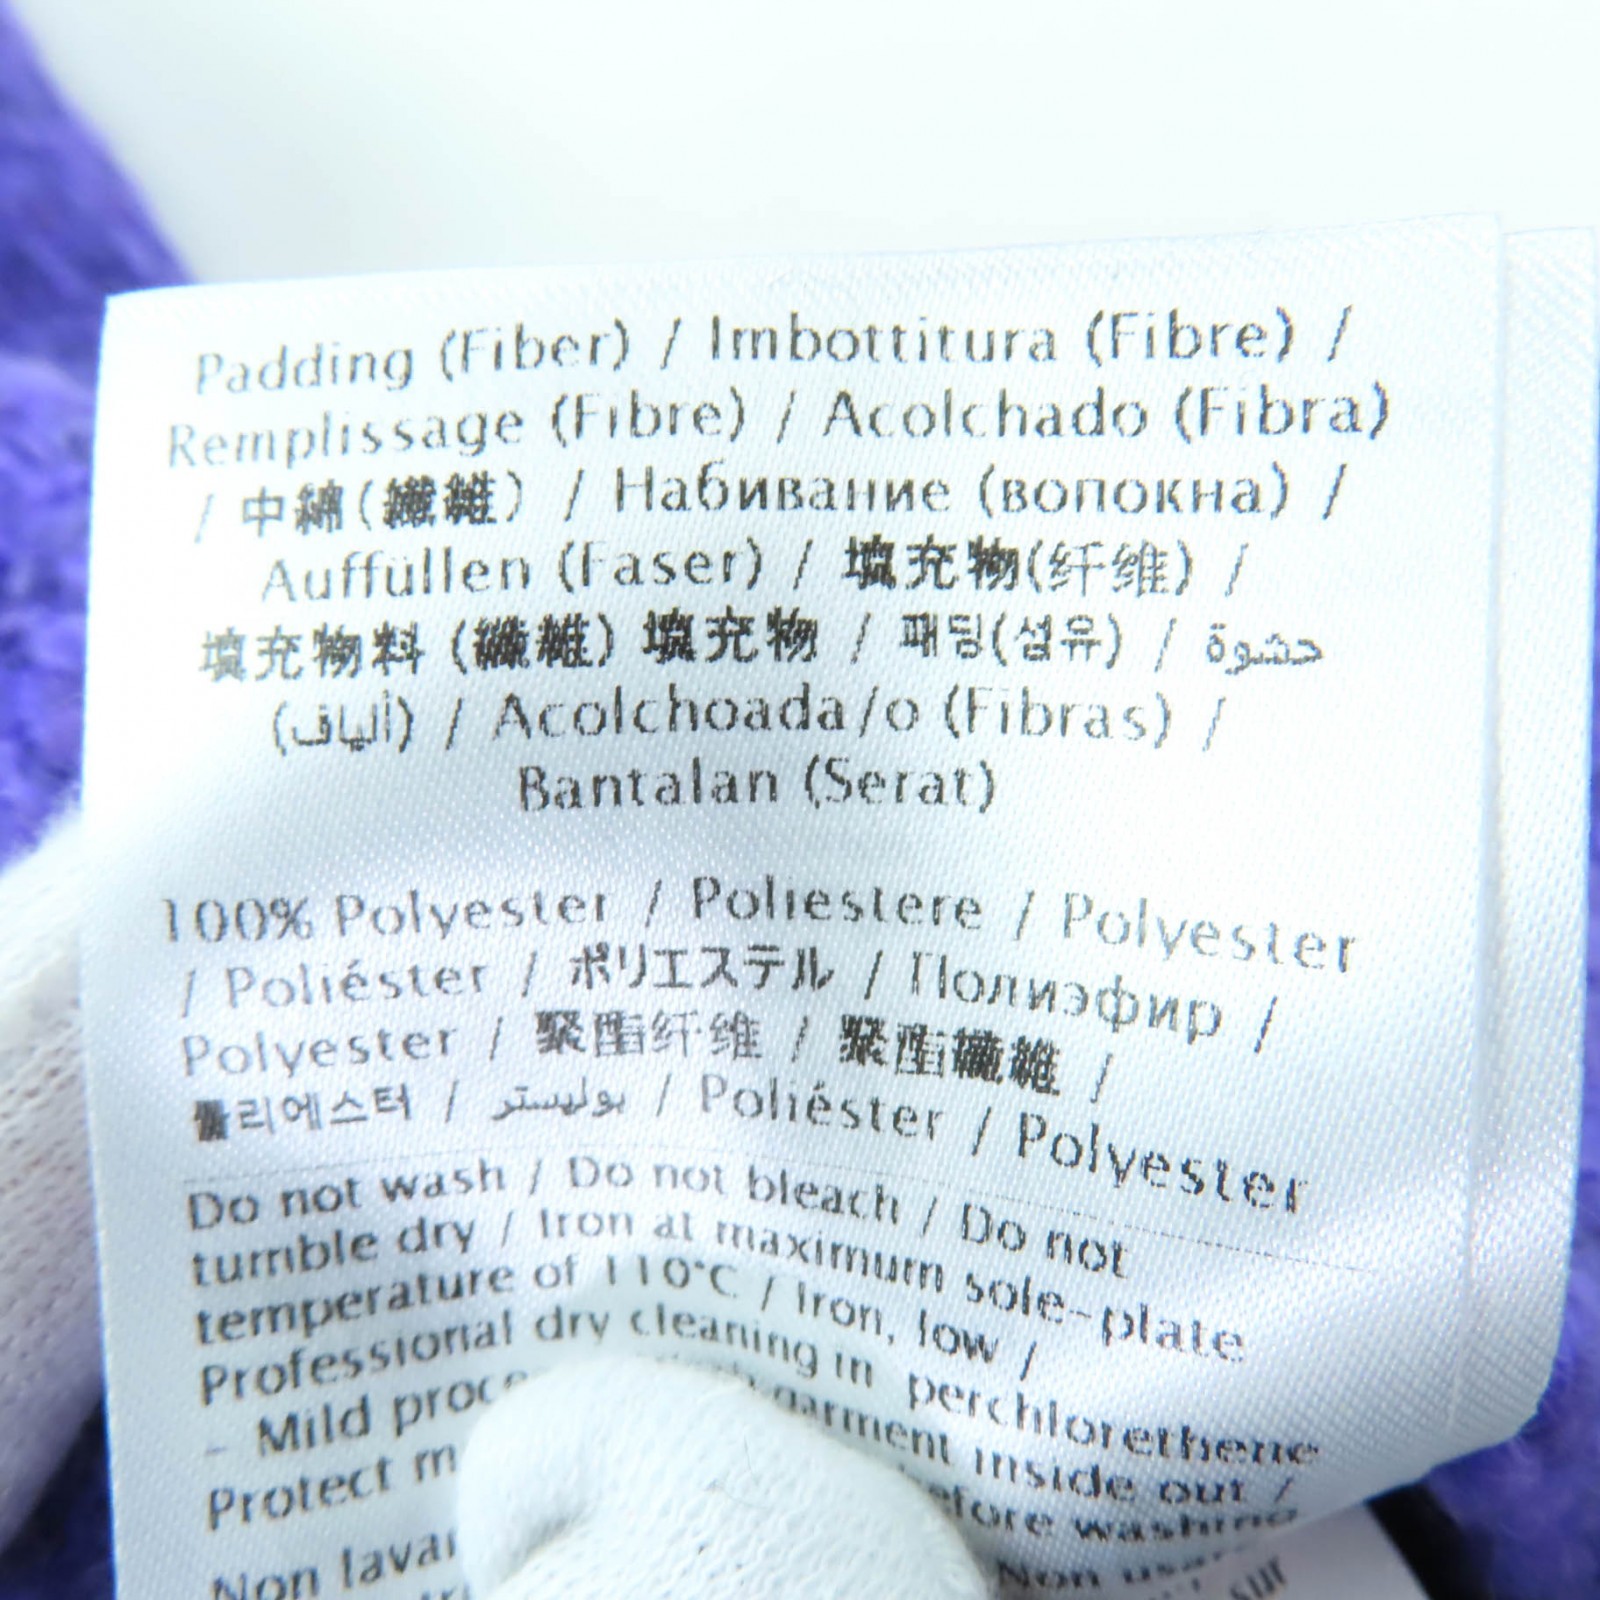 Padding (Fiber) / Imbottitura (Fibre) /
Remplissage (Fibre) / Acolchado (Fibra)
/ 中綿(繊維) / Набивание (волокна) /
Auffüllen (Faser) / 填充物(纤维) /
填充物料 (纖維) 填充物 / 패딩(섬유) / حشوة
(ألياف) / Acolchoada/o (Fibras) /
Bantalan (Serat)
100% Polyester / Poliestere / Polyester
/ Poliéster / ポリエステル / Полиэфир /
Polyester / 聚酯纤维 / 聚酯纖維 /
폴리에스터 / بوليستر / Poliéster / Polyester
Do not wash / Do not bleach / Do not
tumble dry / Iron at maximum sole-plate
temperature of 110°C / Iron, low /
Professional dry cleaning in perchlorethene
- Mild garment inside out /
Protect before washing
Non